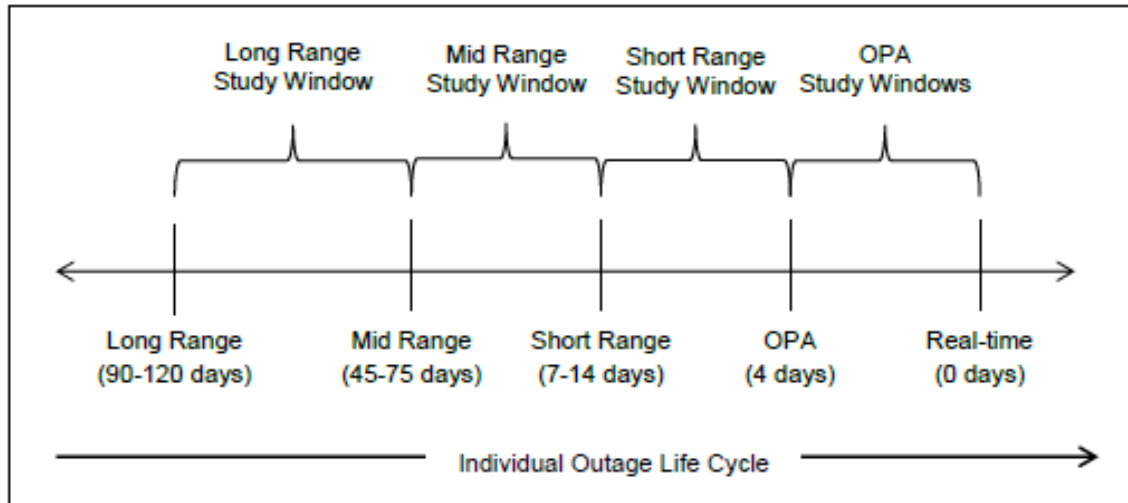 Long Range
Study Window
Mid Range
Study Window
Short Range
Study Window
OPA
Study Windows
Long Range
(90-120 days)
Mid Range
(45-75 days)
Short Range
(7-14 days)
OPA
(4 days)
Real-time
(0 days)
Individual Outage Life Cycle